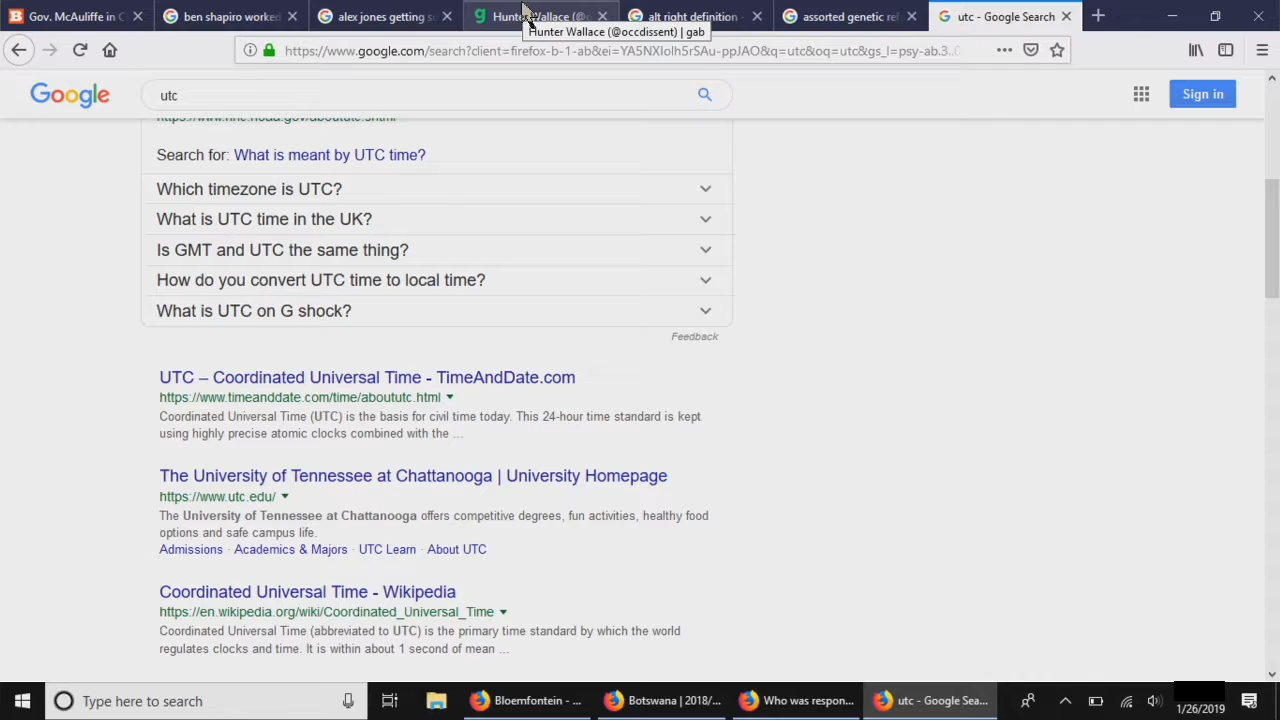 Gov. McAuliffe in C
ben shapiro worked
alex jones getting su
Hunter Wallace (@o
alt right definition -
assorted genetic ref
utc - Google Search
Hunter Wallace (@occdissent) | gab
https://www.google.com/search?client=firefox-b-1-ab&ei=YA5NXIolh5rSAu-ppJAO&q=utc&oq=utc&gs_l=psy-ab.3..0
Google
utc
Sign in
https://www.nhc.noaa.gov/aboututc.shtml
Search for: What is meant by UTC time?
Which timezone is UTC?
What is UTC time in the UK?
Is GMT and UTC the same thing?
How do you convert UTC time to local time?
What is UTC on G shock?
Feedback
UTC – Coordinated Universal Time - TimeAndDate.com
https://www.timeanddate.com/time/aboututc.html
Coordinated Universal Time (UTC) is the basis for civil time today. This 24-hour time standard is kept
using highly precise atomic clocks combined with the ...
The University of Tennessee at Chattanooga | University Homepage
https://www.utc.edu/
The University of Tennessee at Chattanooga offers competitive degrees, fun activities, healthy food
options and safe campus life.
Admissions · Academics & Majors · UTC Learn · About UTC
Coordinated Universal Time - Wikipedia
https://en.wikipedia.org/wiki/Coordinated_Universal_Time
Coordinated Universal Time (abbreviated to UTC) is the primary time standard by which the world
regulates clocks and time. It is within about 1 second of mean ...
Type here to search
Bloemfontein - ...
Botswana | 2018/...
Who was respon...
utc - Google Sea...
1/26/2019